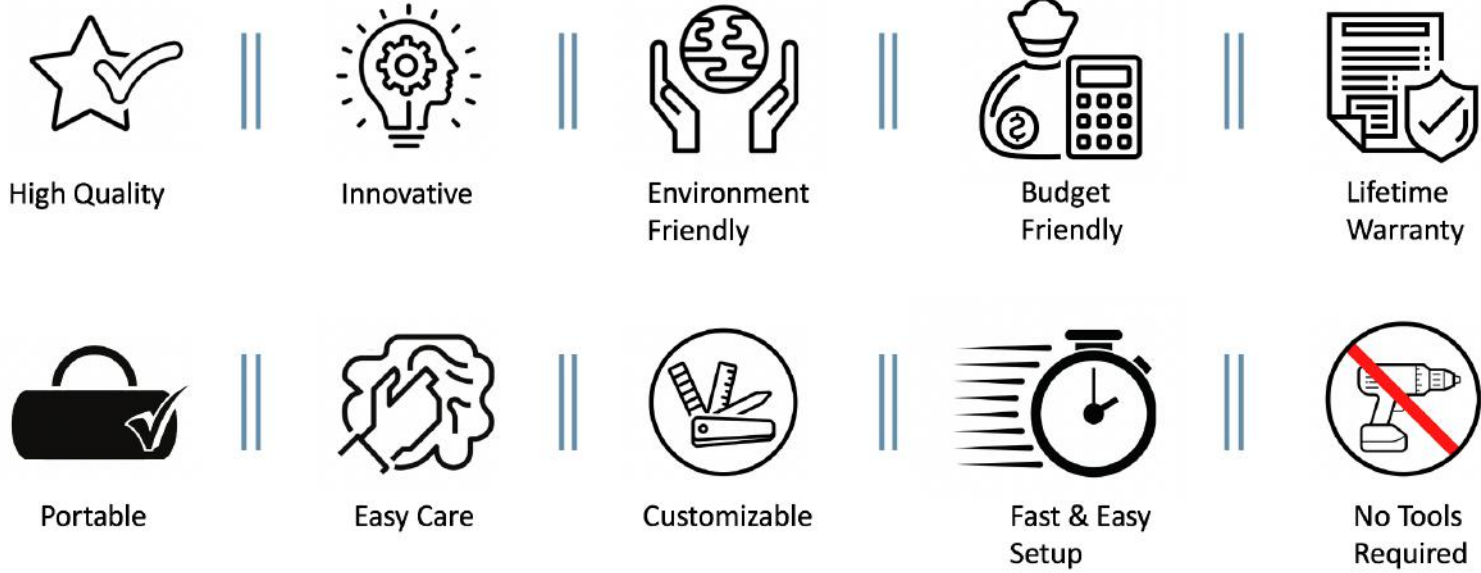 High Quality
Innovative
Environment
Friendly
Budget
Friendly
Lifetime
Warranty
Portable
Easy Care
Customizable
Fast & Easy
Setup
No Tools
Required